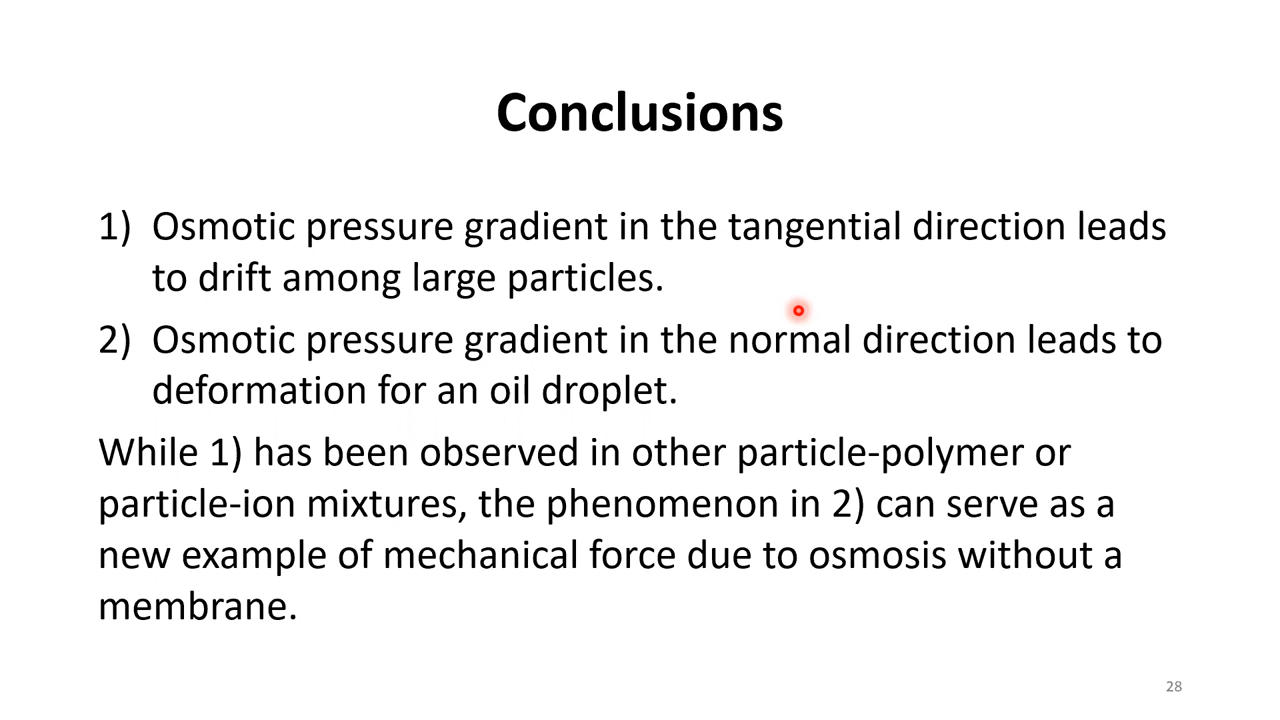 Conclusions
1) Osmotic pressure gradient in the tangential direction leads
to drift among large particles.
2) Osmotic pressure gradient in the normal direction leads to
deformation for an oil droplet.
While 1) has been observed in other particle-polymer or
particle-ion mixtures, the phenomenon in 2) can serve as a
new example of mechanical force due to osmosis without a
membrane.
28